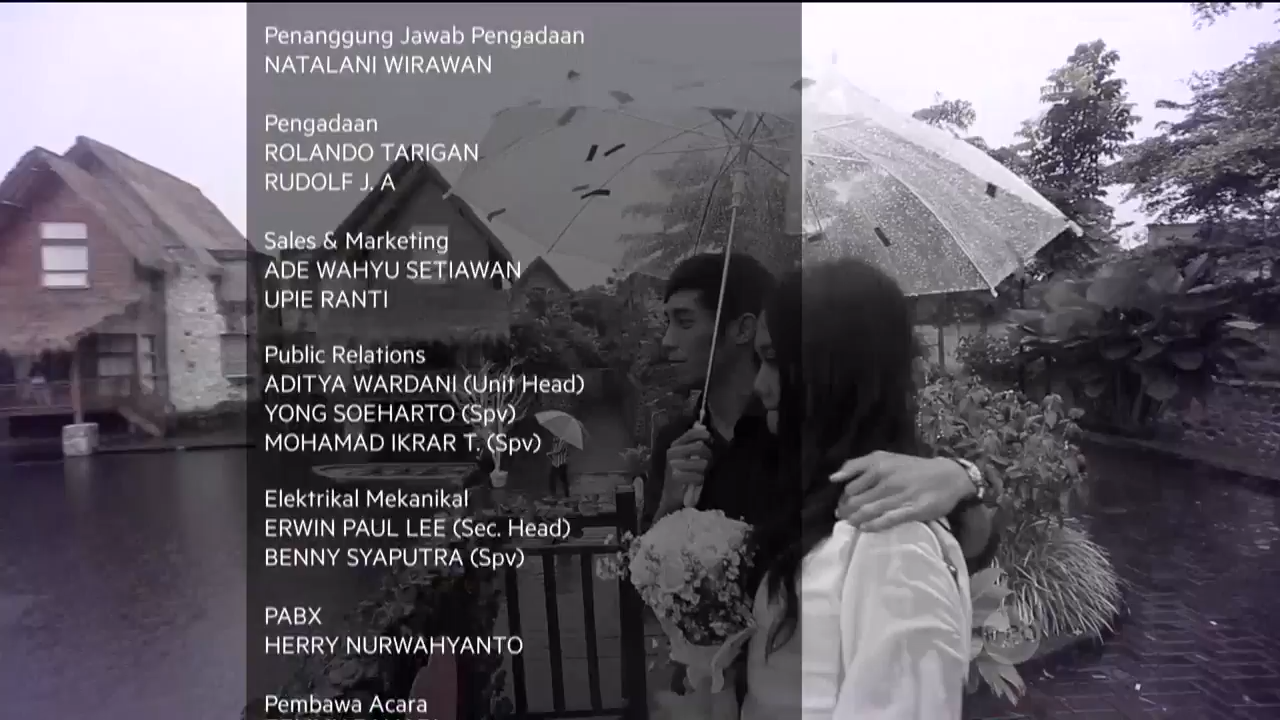 Penanggung Jawab Pengadaan
NATALANI WIRAWAN
Pengadaan
ROLANDO TARIGAN
RUDOLF J. A
Sales & Marketing
ADE WAHYU SETIAWAN
UPIE RANTI
Public Relations
ADITYA WARDANI (Unit Head)
YONG SOEHARTO (Spv)
MOHAMAD IKRAR T. (Spv)
Elektrikal Mekanikal
ERWIN PAUL LEE (Sec. Head)
BENNY SYAPUTRA (Spv)
PABX
HERRY NURWAHYANTO
Pembawa Acara